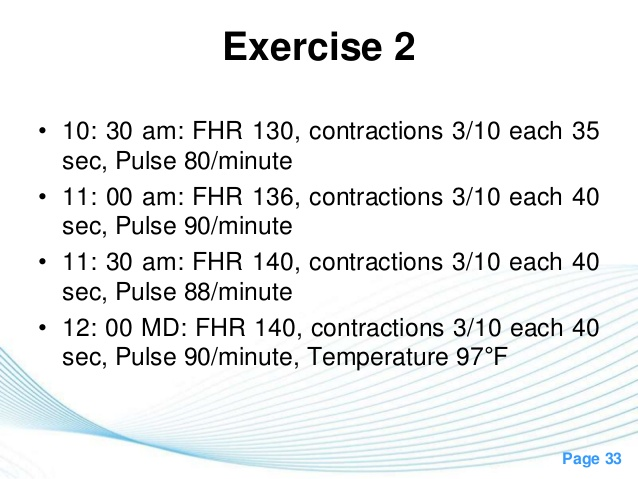 Exercise 2
• 10: 30 am: FHR 130, contractions 3/10 each 35
sec, Pulse 80/minute
• 11: 00 am: FHR 136, contractions 3/10 each 40
sec, Pulse 90/minute
• 11: 30 am: FHR 140, contractions 3/10 each 40
sec, Pulse 88/minute
• 12: 00 MD: FHR 140, contractions 3/10 each 40
sec, Pulse 90/minute, Temperature 97°F
Page 33